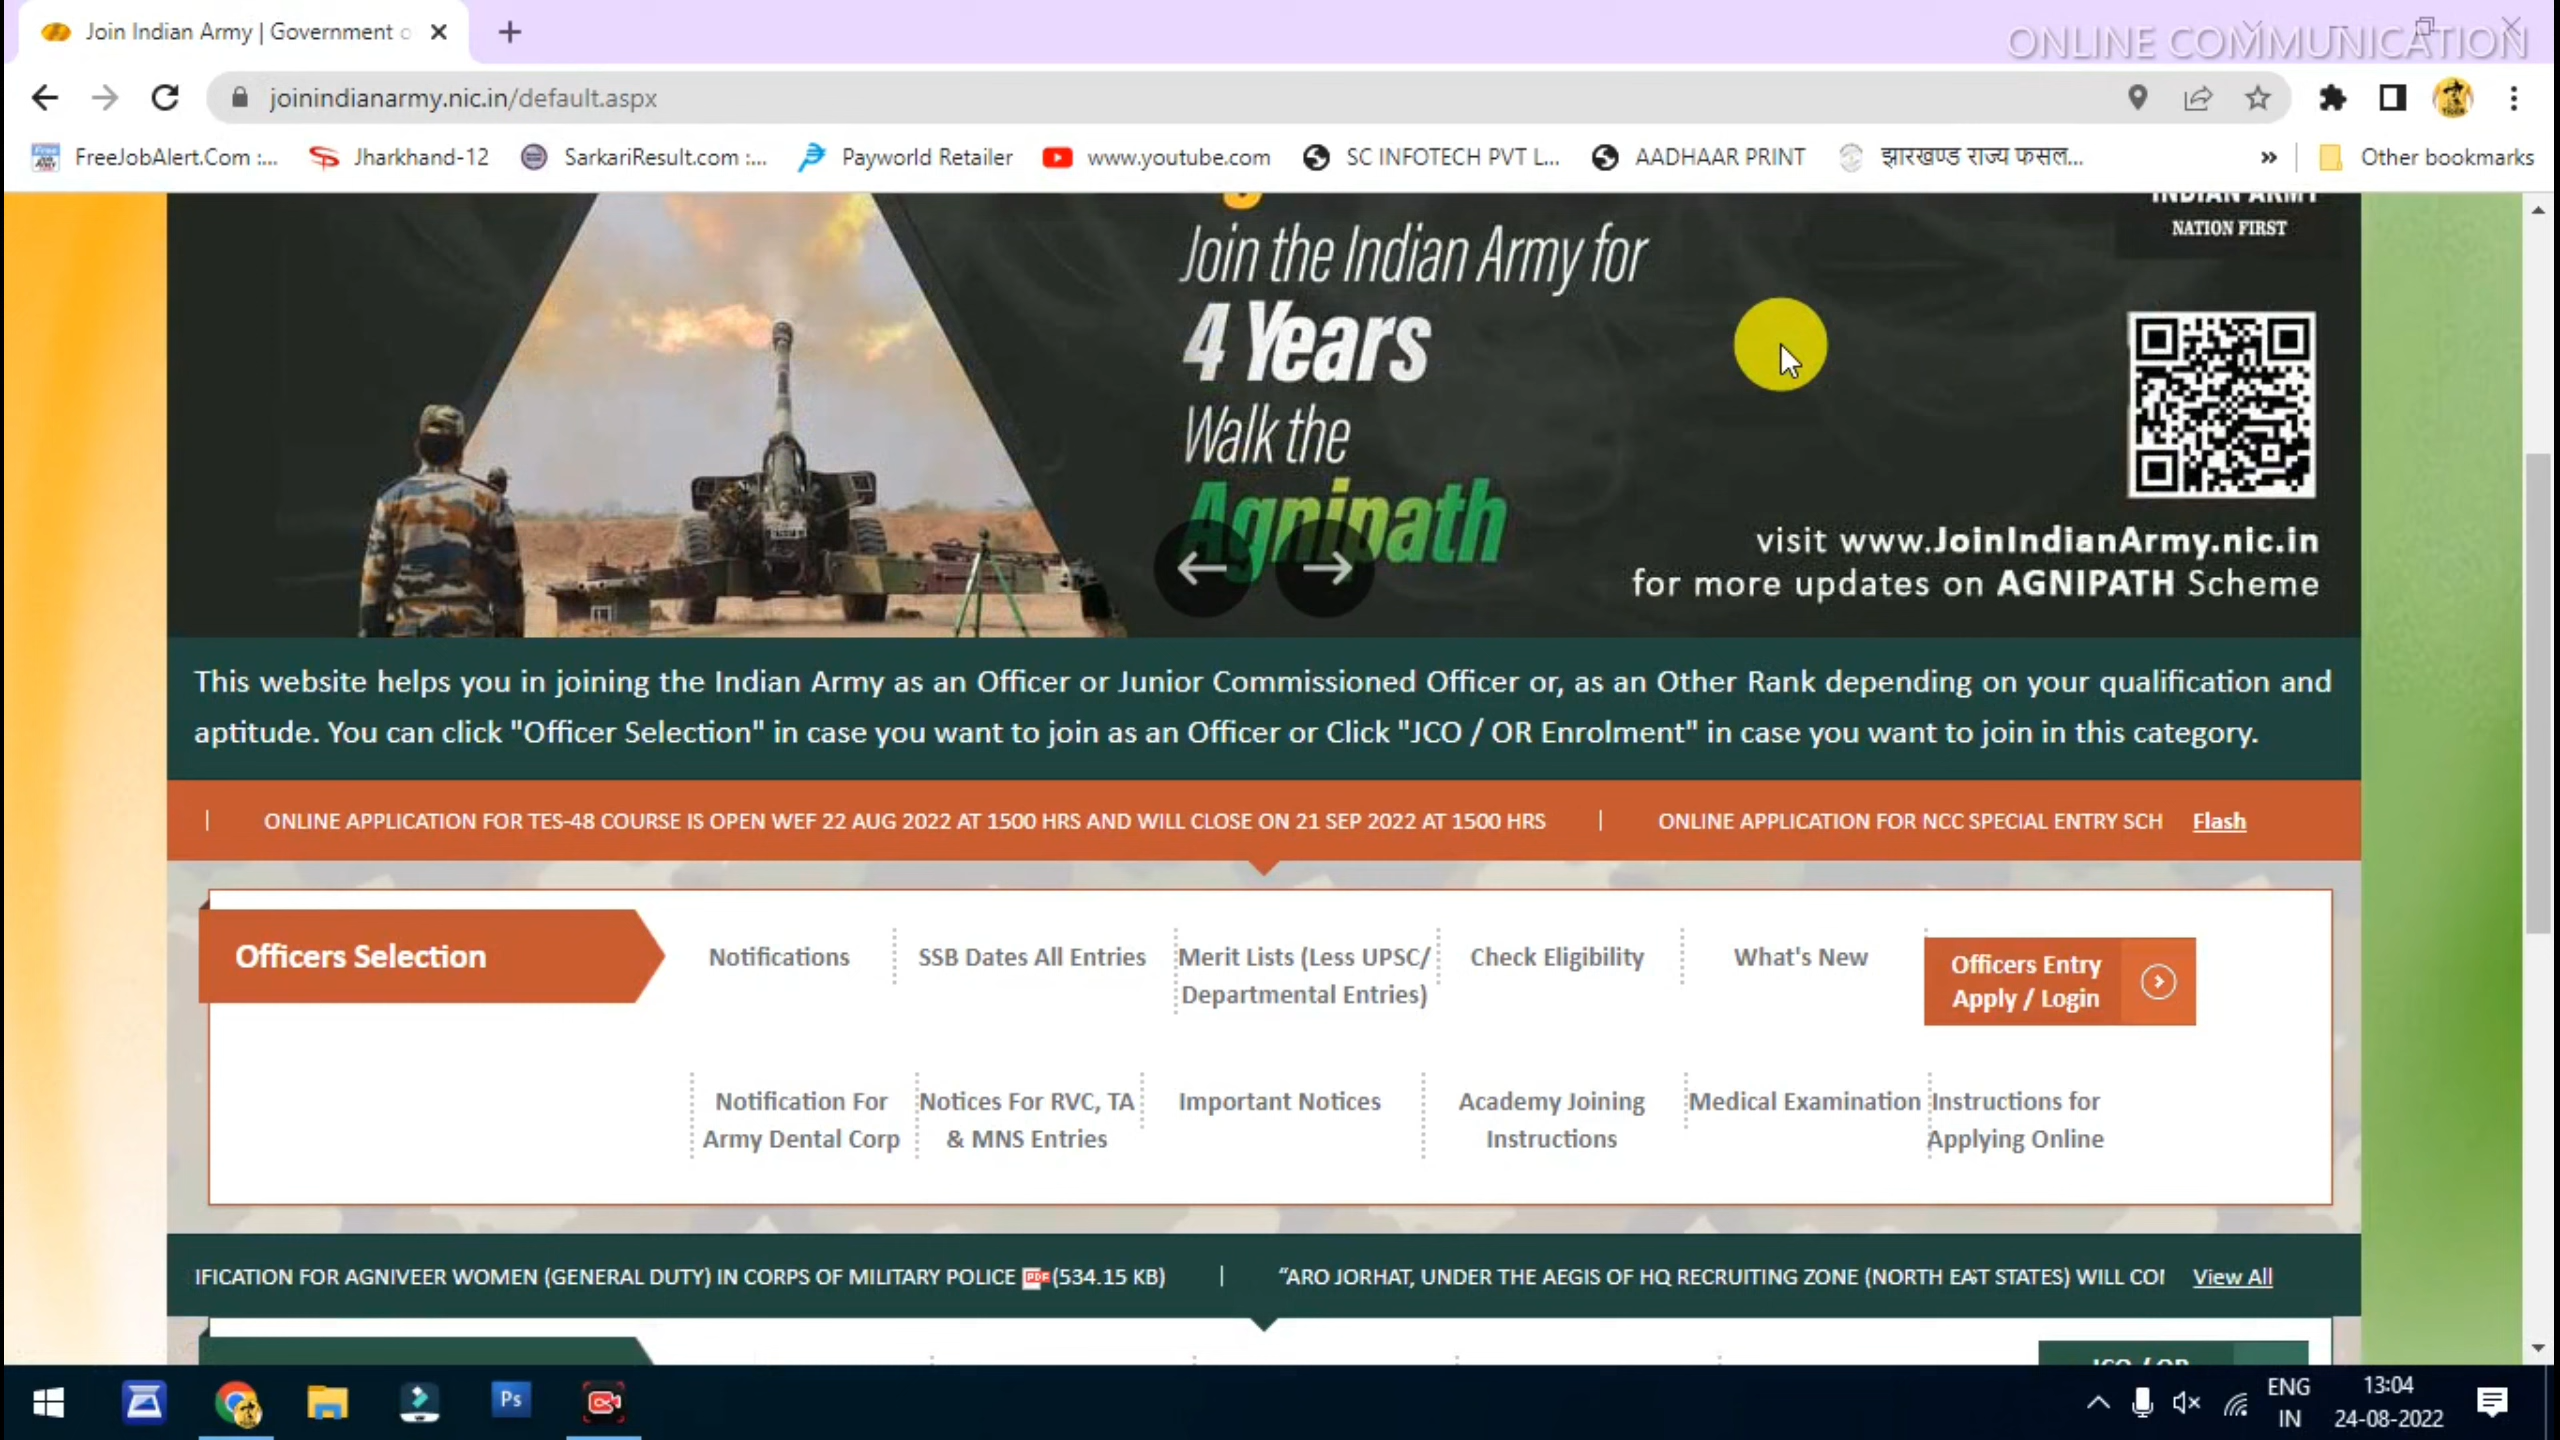 Join Indian Army | Government o
ONLINE COMMUNICATION
joinindianarmy.nic.in/default.aspx
FreeJobAlert.Com :...
Jharkhand-12
SarkariResult.com :...
Payworld Retailer
www.youtube.com
SC INFOTECH PVT L...
AADHAAR PRINT
झारखण्ड राज्य फसल...
»
Other bookmarks
INDIAN ARMY
NATION FIRST
Join the Indian Army for
4 Years
Walk the
Agnipath
visit www.JoinIndianArmy.nic.in
for more updates on AGNIPATH Scheme
This website helps you in joining the Indian Army as an Officer or Junior Commissioned Officer or, as an Other Rank depending on your qualification and
aptitude. You can click "Officer Selection" in case you want to join as an Officer or Click "JCO / OR Enrolment" in case you want to join in this category.
| ONLINE APPLICATION FOR TES-48 COURSE IS OPEN WEF 22 AUG 2022 AT 1500 HRS AND WILL CLOSE ON 21 SEP 2022 AT 1500 HRS | ONLINE APPLICATION FOR NCC SPECIAL ENTRY SCH Flash
Officers Selection
Notifications
SSB Dates All Entries
Merit Lists (Less UPSC/
Departmental Entries)
Check Eligibility
What's New
Officers Entry
Apply / Login
Notification For
Army Dental Corp
Notices For RVC, TA
& MNS Entries
Important Notices
Academy Joining
Instructions
Medical Examination
Instructions for
Applying Online
IFICATION FOR AGNIVEER WOMEN (GENERAL DUTY) IN CORPS OF MILITARY POLICE PDF (534.15 KB) | “ARO JORHAT, UNDER THE AEGIS OF HQ RECRUITING ZONE (NORTH EAST STATES) WILL CON View All
JCO / OR
Ps
ENG
IN
13:04
24-08-2022